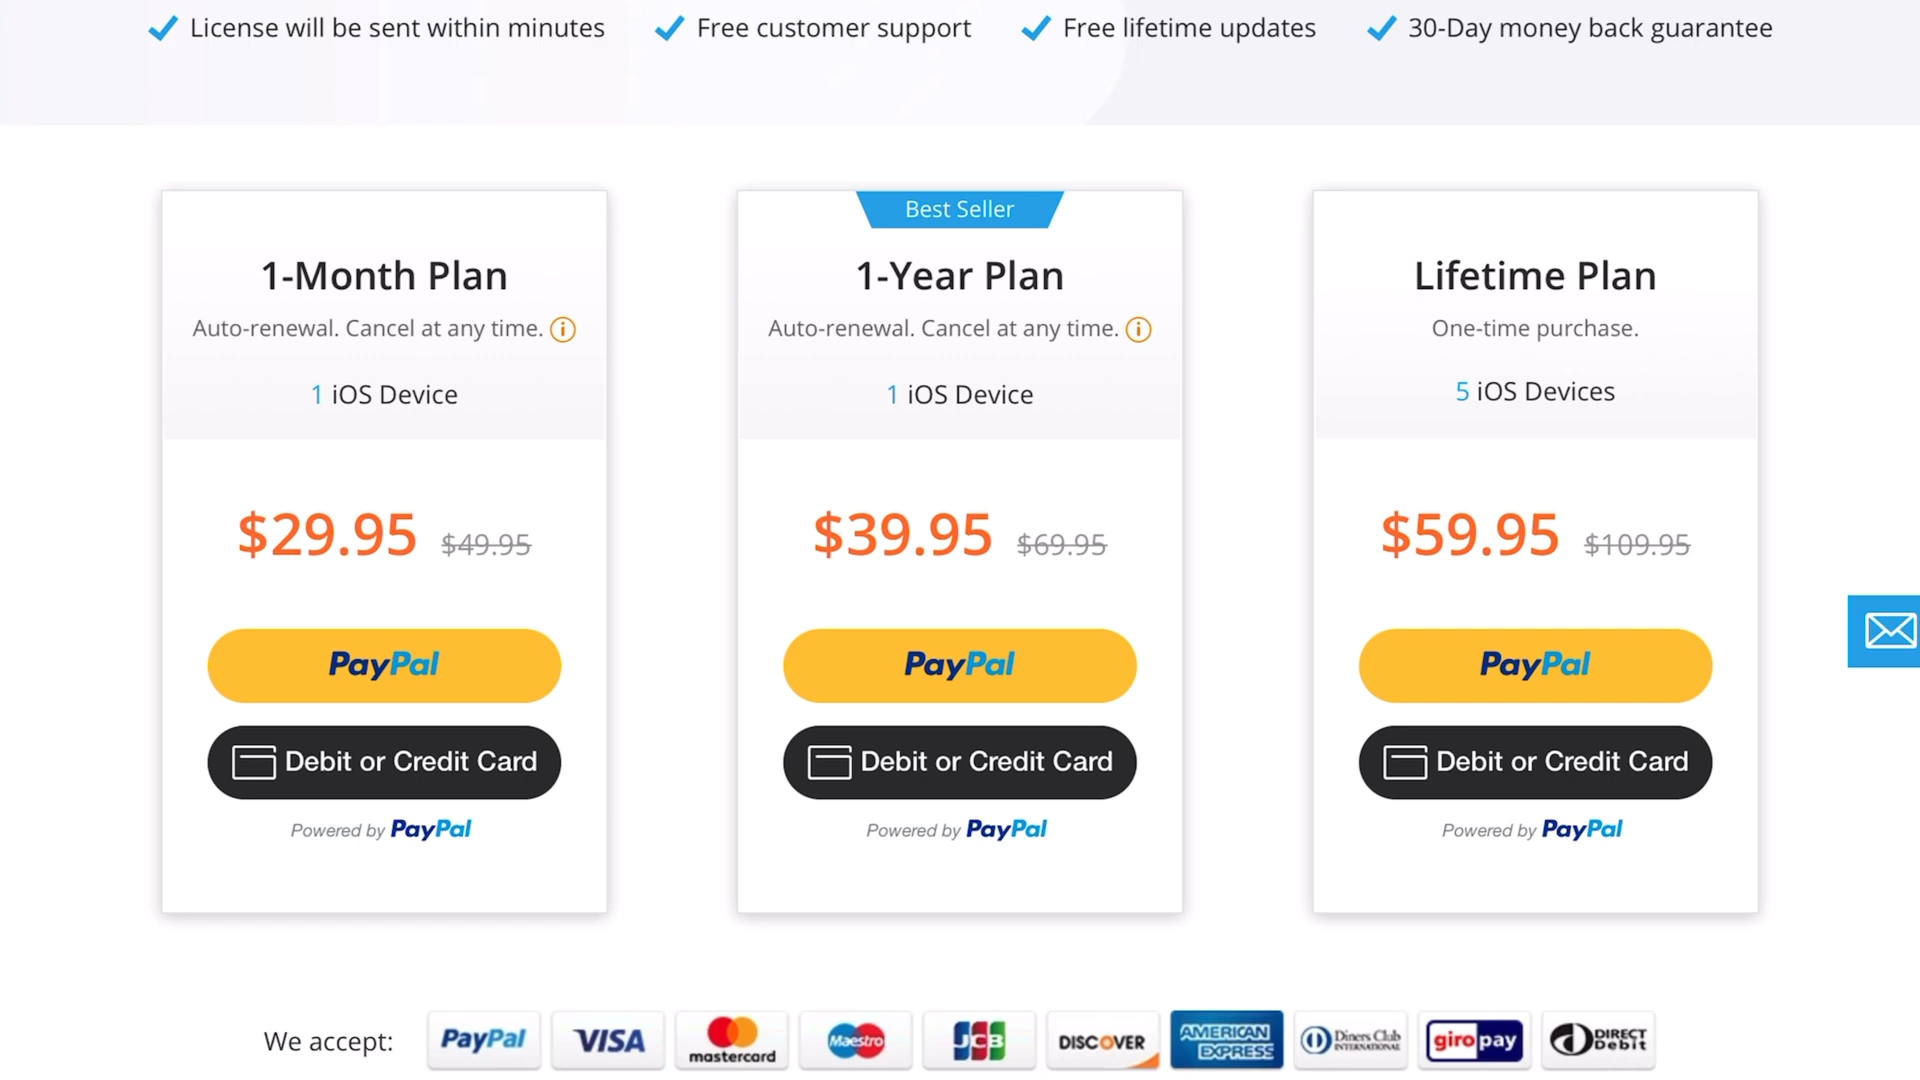 License will be sent within minutes Free customer support Free lifetime updates 30-Day money back guarantee
Best Seller
1-Month Plan
Auto-renewal. Cancel at any time.
1 iOS Device
$29.95 $49.95
PayPal
Debit or Credit Card
Powered by PayPal
1-Year Plan
Auto-renewal. Cancel at any time.
1 iOS Device
$39.95 $69.95
PayPal
Debit or Credit Card
Powered by PayPal
Lifetime Plan
One-time purchase.
5 iOS Devices
$59.95 $109.95
PayPal
Debit or Credit Card
Powered by PayPal
We accept: PayPal VISA mastercard Maestro JCB DISCOVER AMERICAN EXPRESS Diners Club INTERNATIONAL giropay DIRECT Debit